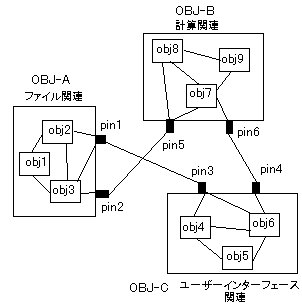 OBJ-B
計算関連
obj8
obj9
obj7
OBJ-A
ファイル関連
pin1
pin5
pin6
obj2
obj1
obj3
pin2
pin3
pin4
obj4
obj6
obj5
OBJ-C
ユーザーインターフェース
関連